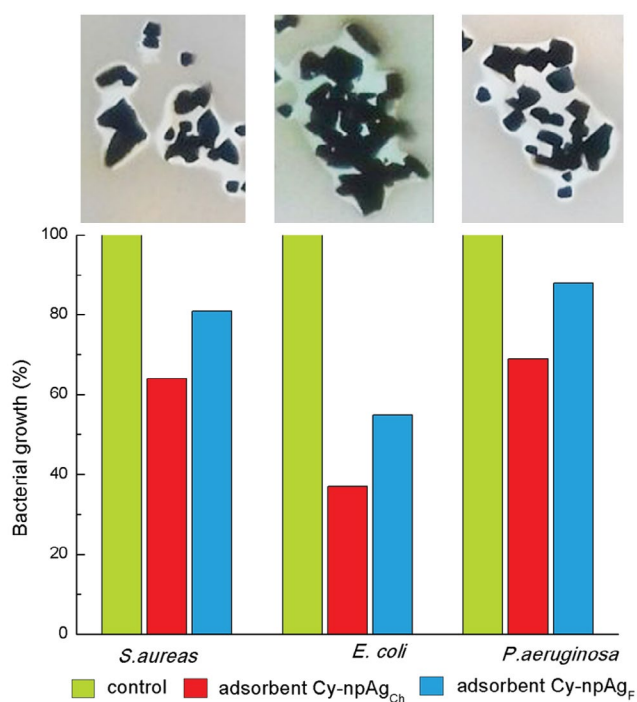 100
80
60
40
20
0
Bacterial growth (%)
S.aureas
E. coli
P.aeruginosa
control
adsorbent Cy-npAgCh
adsorbent Cy-npAgF